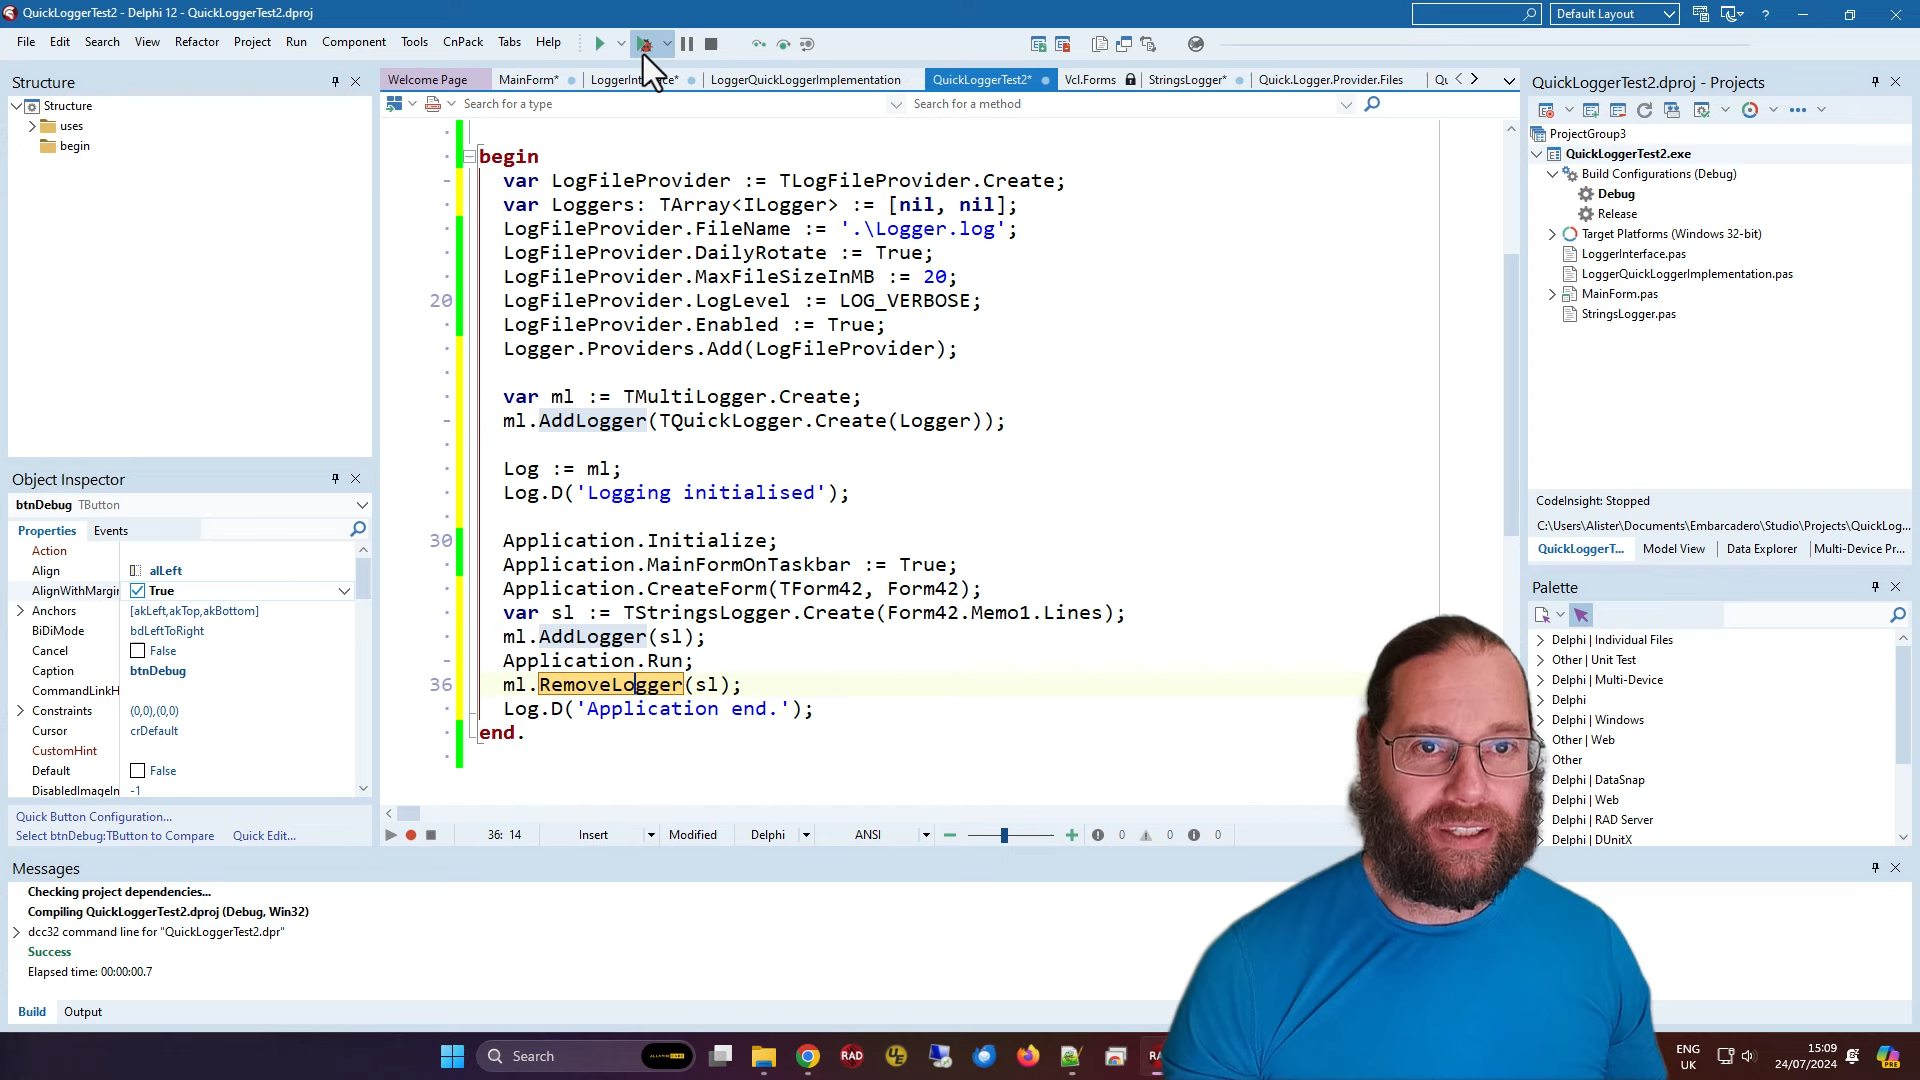 QuickLoggerTest2 - Delphi 12 - QuickLoggerTest2 [QuickLoggerTest2.dproj]
Default Layout
File Edit Search View Refactor Project Run Component Tools CnPack Tabs Help
Structure
Welcome Page MainForm* LoggerInt e* LoggerQuickLoggerImplementation QuickLoggerTest2* Vcl.Forms StringsLogger* Quick.Logger.Provider.Files
Search for a type
Search for a method
Structure
uses
begin
begin
var LogFileProvider := TLogFileProvider.Create;
var Loggers: TArray<ILogger> := [nil, nil];
LogFileProvider.FileName := '.\Logger.log';
LogFileProvider.DailyRotate := True;
LogFileProvider.MaxFileSizeInMB := 20;
20 LogFileProvider.LogLevel := LOG_VERBOSE;
LogFileProvider.Enabled := True;
Logger.Providers.Add(LogFileProvider);
var ml := TMultiLogger.Create;
ml.AddLogger(TQuickLogger.Create(Logger));
Log := ml;
Log.D('Logging initialised');
30 Application.Initialize;
Application.MainFormOnTaskbar := True;
Application.CreateForm(TForm42, Form42);
var sl := TStringsLogger.Create(Form42.Memo1.Lines);
ml.AddLogger(sl);
Application.Run;
36 ml.RemoveLogger(sl);
Log.D('Application end.');
end.
36: 14 Insert Modified Delphi ANSI 0 0 0
Object Inspector
btnDebug TButton
Properties Events
Action
Align alLeft
AlignWithMargin True
Anchors [akLeft,akTop,akBottom]
BiDiMode bdLeftToRight
Cancel False
Caption btnDebug
CommandLinkH
Constraints (0,0),(0,0)
Cursor crDefault
CustomHint
Default False
DisabledImageIn -1
Quick Button Configuration...
Select btnDebug:TButton to Compare Quick Edit...
QuickLoggerTest2.dproj - Projects
ProjectGroup3
QuickLoggerTest2.exe
Build Configurations (Debug)
Debug
Release
Target Platforms (Windows 32-bit)
LoggerInterface.pas
LoggerQuickLoggerImplementation.pas
MainForm.pas
StringsLogger.pas
CodeInsight: Stopped
C:\Users\Alister\Documents\Embarcadero\Studio\Projects\QuickLog...
QuickLoggerT... Model View Data Explorer Multi-Device Pr...
Palette
Delphi | Individual Files
Other | Unit Test
Delphi | Multi-Device
Delphi
Delphi | Windows
Other | Web
Other
Delphi | DataSnap
Delphi | Web
Delphi | RAD Server
Delphi | DUnitX
Messages
Checking project dependencies...
Compiling QuickLoggerTest2.dproj (Debug, Win32)
dcc32 command line for "QuickLoggerTest2.dpr"
Success
Elapsed time: 00:00:00.7
Build Output
Search
RAD
ENG
UK
15:09
24/07/2024